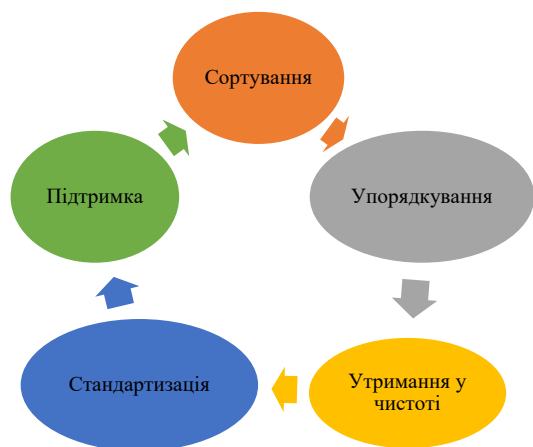 Сортування
Упорядкування
Утримання у
чистоті
Стандартизація
Підтримка